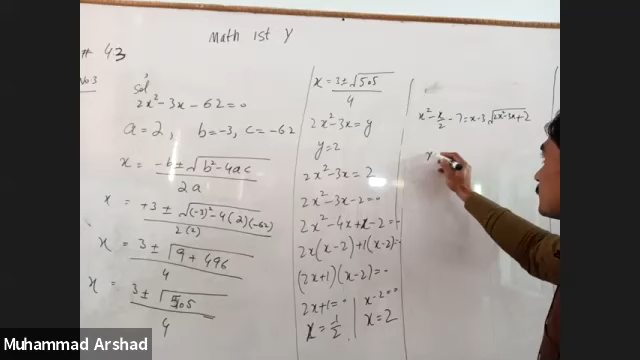 Math 1st Y
# 43
No 3
Sol
2x²-3x-62=0
a=2, b=-3, c=-62
x = -b±√b²-4ac / 2a
x = +3±√(-3)²-4(2)(-62) / 2(2)
x = 3±√9+496 / 4
x = 3±√505 / 4
x = 3±√505 / 4
2x²-3x=y
y=2
2x²-3x=2
2x²-3x-2=0
2x²-4x+x-2=0
2x(x-2)+1(x-2)=0
(2x+1)(x-2)=0
2x+1=0 | x-2=0
x=-1/2 | x=2
x²-x/2-7=x-3√2x²-3x+2
Muhammad Arshad